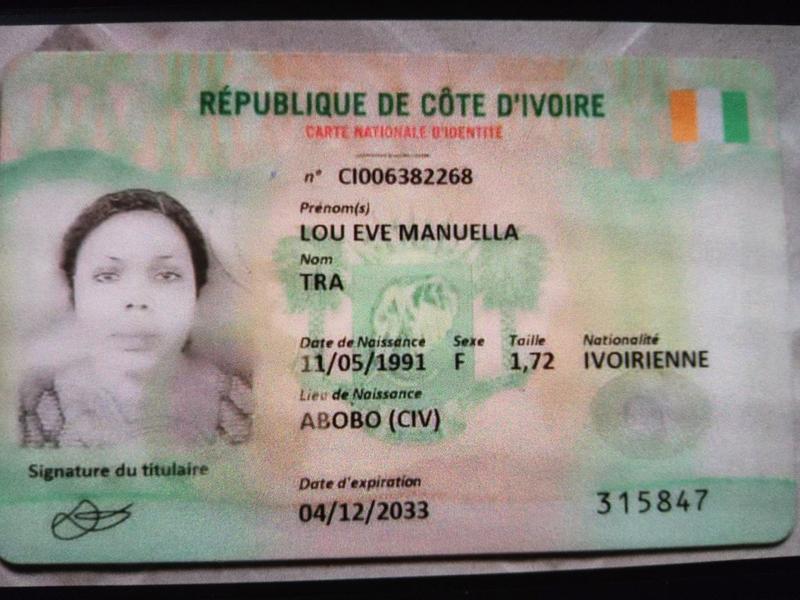 RÉPUBLIQUE DE CÔTE D'IVOIRE
CARTE NATIONALE D'IDENTITÉ
n° CI006382268
Prénom(s)
LOU EVE MANUELLA
Nom
TRA
Date de Naissance Sexe Taille Nationalité
11/05/1991 F 1,72 IVOIRIENNE
Lieu de Naissance
ABOBO (CIV)
Signature du titulaire
Date d'expiration
04/12/2033
315847